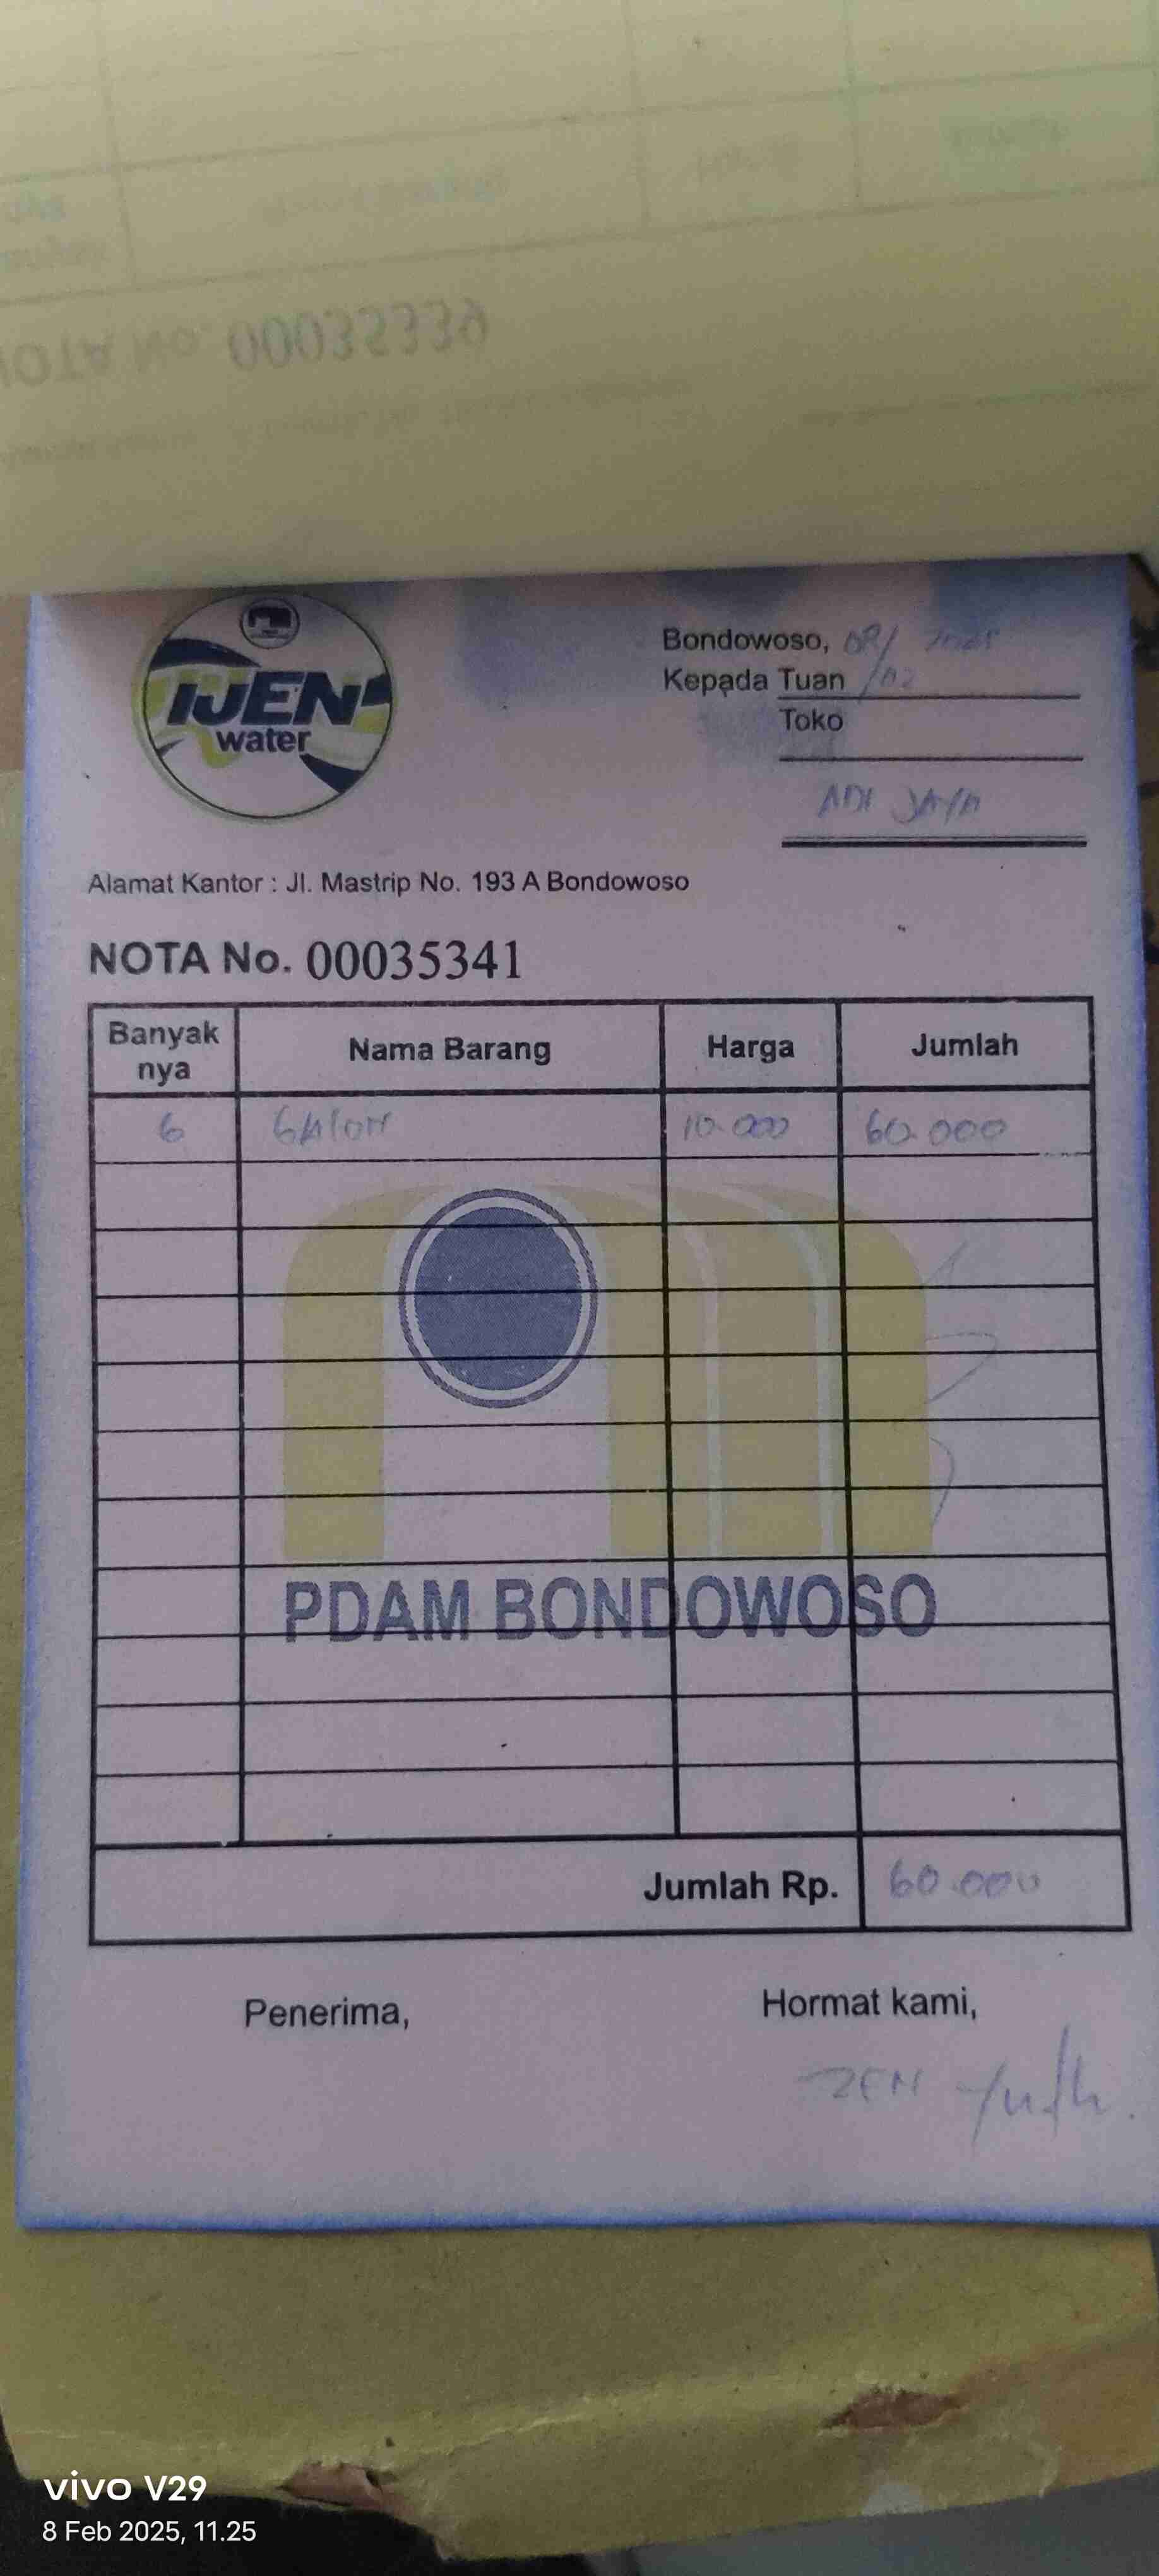 NOTA No. 00035339
IJEN
water
Bondowoso, 08/02 2025
Kepada Tuan
Toko
ADI JAYA
Alamat Kantor : Jl. Mastrip No. 193 A Bondowoso
NOTA No. 00035341
Banyak nya Nama Barang Harga Jumlah
6 GALON 10.000 60.000
PDAM BONDOWOSO
Jumlah Rp. 60.000
Penerima, Hormat kami,
ZEN
vivo V29
8 Feb 2025, 11.25